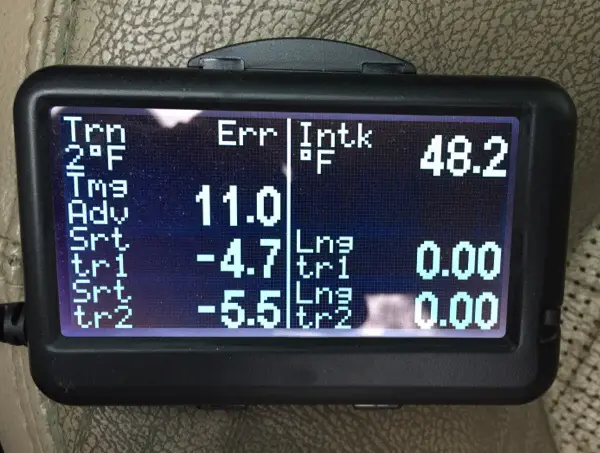 Trn Err
2°F
Tmg
Adv 11.0
Srt
tr1 -4.7
Srt
tr2 -5.5
Intk
°F 48.2
Lng
tr1 0.00
Lng
tr2 0.00